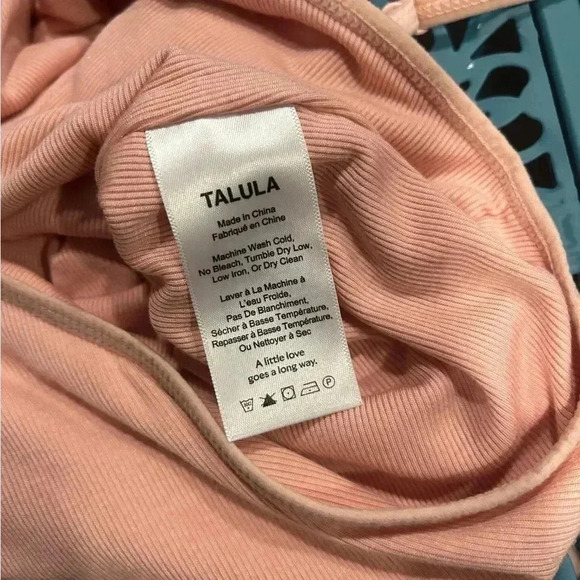 TALULA
Made in China
Fabriqué en Chine
Machine Wash Cold,
No Bleach, Tumble Dry Low,
Low Iron, Or Dry Clean
Laver à La Machine à
L'eau Froide,
Pas De Blanchiment,
Sécher à Basse Température,
Repasser à Basse Température,
Ou Nettoyer à Sec
A little love
goes a long way.